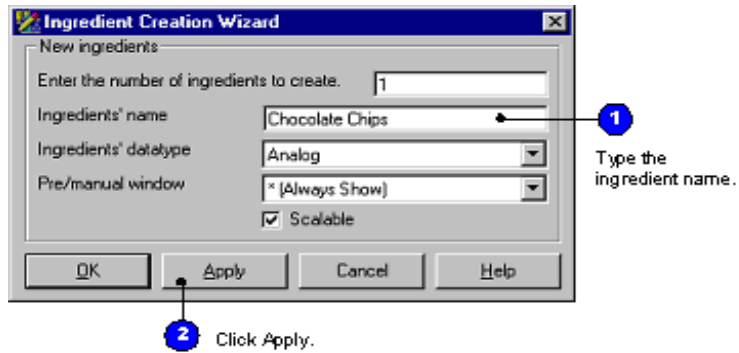 Ingredient Creation Wizard
New ingredients
Enter the number of ingredients to create. 1
Ingredients' name Chocolate Chips
1
Ingredients' datatype Analog
Type the
ingredient name.
Pre/manual window * (Always Show)
Scalable
OK Apply Cancel Help
2 Click Apply.